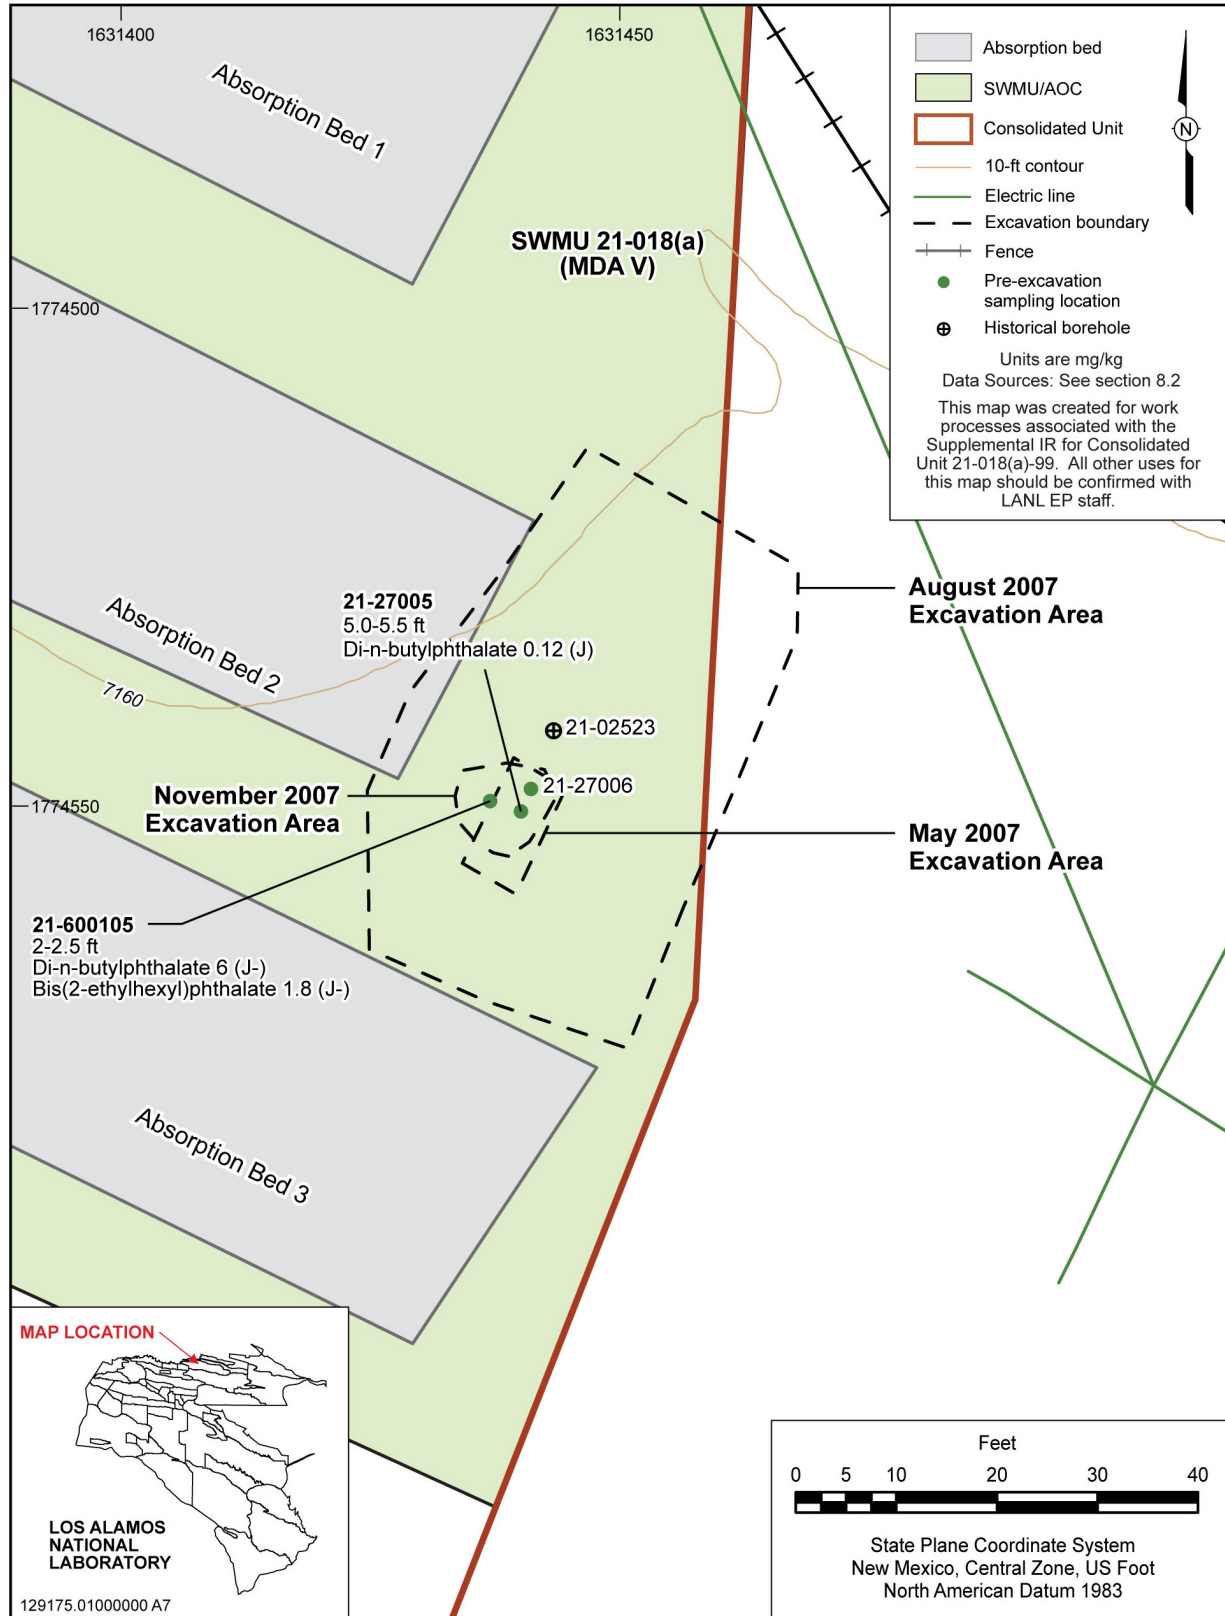 1631400
1631450
Absorption Bed 1
SWMU 21-018(a)
(MDA V)
1774500
Absorption bed
SWMU/AOC
Consolidated Unit
10-ft contour
Electric line
Excavation boundary
Fence
Pre-excavation
sampling location
Historical borehole
N
Units are mg/kg
Data Sources: See section 8.2
This map was created for work
processes associated with the
Supplemental IR for Consolidated
Unit 21-018(a)-99. All other uses for
this map should be confirmed with
LANL EP staff.
21-27005
5.0-5.5 ft
Di-n-butylphthalate 0.12 (J)
August 2007
Excavation Area
Absorption Bed 2
7160
21-02523
21-27006
November 2007
Excavation Area
1774550
May 2007
Excavation Area
21-600105
2-2.5 ft
Di-n-butylphthalate 6 (J-)
Bis(2-ethylhexyl)phthalate 1.8 (J-)
Absorption Bed 3
MAP LOCATION
LOS ALAMOS
NATIONAL
LABORATORY
129175.01000000 A7
Feet
0 5 10 20 30 40
State Plane Coordinate System
New Mexico, Central Zone, US Foot
North American Datum 1983